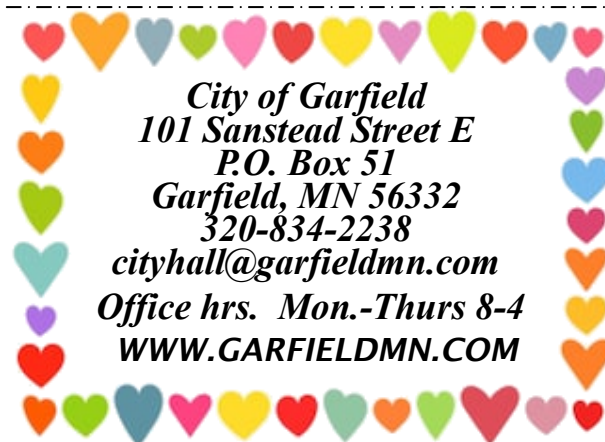 City of Garfield
101 Sanstead Street E
P.O. Box 51
Garfield, MN 56332
320-834-2238
cityhall@garfieldmn.com
Office hrs.  Mon.-Thurs 8-4
WWW.GARFIELDMN.COM